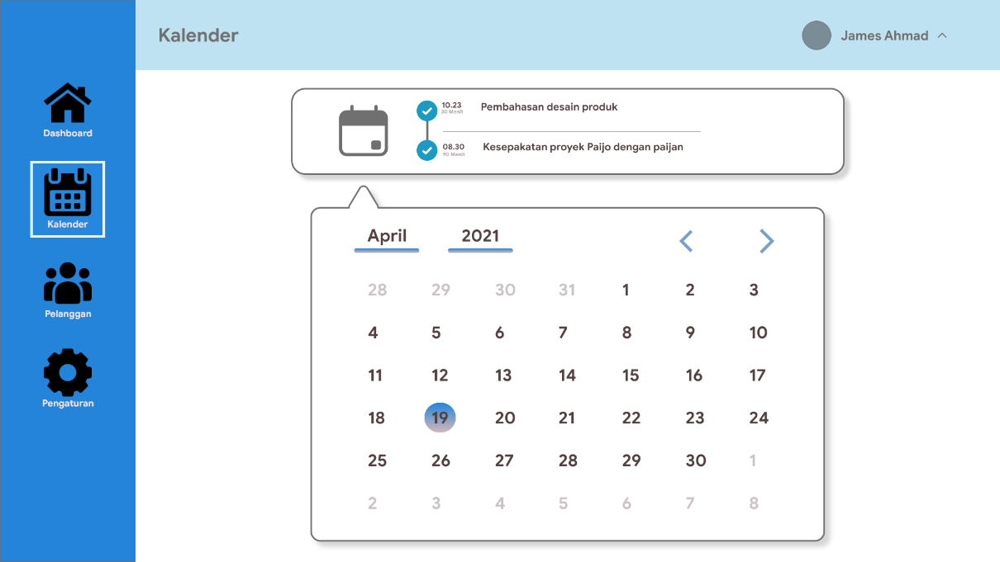 Kalender
James Ahmad
Dashboard
Kalender
Pelanggan
Pengaturan
10.23
30 Menit
Pembahasan desain produk
08.30
90 Menit
Kesepakatan proyek Paijo dengan paijan
April 2021
28 29 30 31 1 2 3
4 5 6 7 8 9 10
11 12 13 14 15 16 17
18 19 20 21 22 23 24
25 26 27 28 29 30 1
2 3 4 5 6 7 8